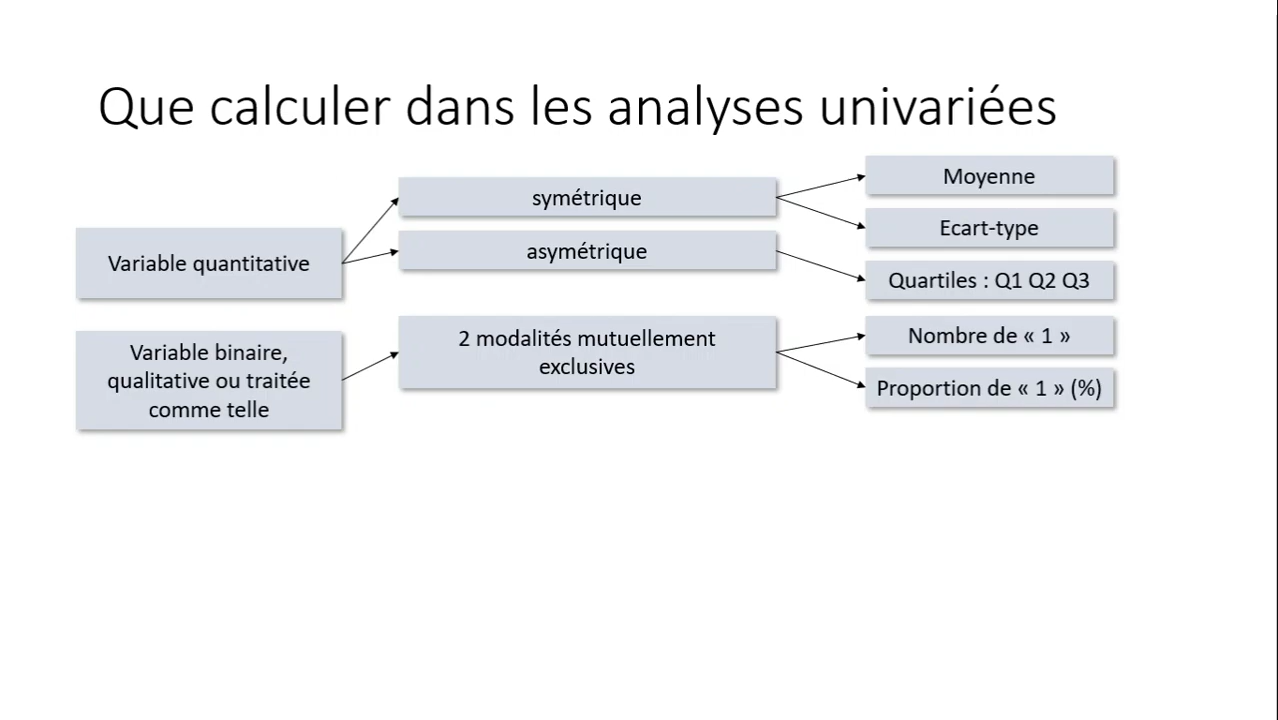 Que calculer dans les analyses univariées
Variable quantitative
symétrique
asymétrique
Moyenne
Ecart-type
Quartiles : Q1 Q2 Q3
Variable binaire,
qualitative ou traitée
comme telle
2 modalités mutuellement
exclusives
Nombre de « 1 »
Proportion de « 1 » (%)